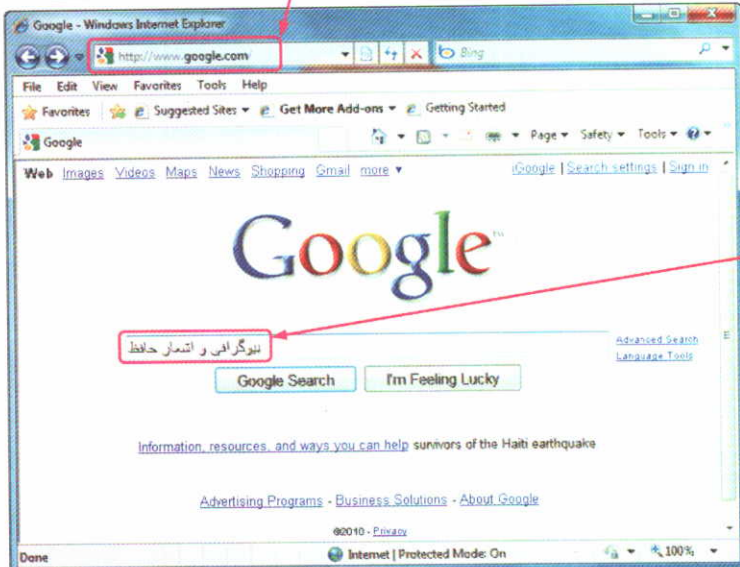 Google - Windows Internet Explorer
http://www.google.com Bing
File Edit View Favorites Tools Help
Favorites Suggested Sites Get More Add-ons Getting Started
Google Page Safety Tools
Web Images Videos Maps News Shopping Gmail more iGoogle | Search settings | Sign in
Google™
بیوگرافی و اشعار حافظ
Advanced Search
Language Tools
Google Search I'm Feeling Lucky
Information, resources, and ways you can help survivors of the Haiti earthquake
Advertising Programs - Business Solutions - About Google
©2010 - Privacy
Done Internet | Protected Mode: On 100%